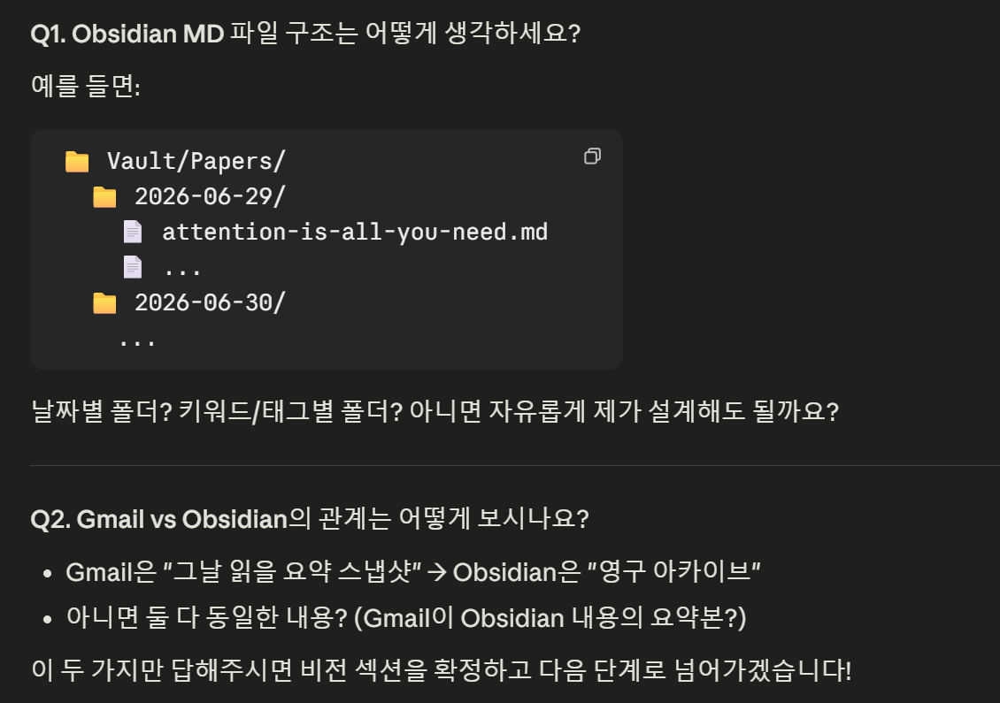 Q1. Obsidian MD 파일 구조는 어떻게 생각하세요?
예를 들면:
Vault/Papers/
2026-06-29/
attention-is-all-you-need.md
...
2026-06-30/
...
날짜별 폴더? 키워드/태그별 폴더? 아니면 자유롭게 제가 설계해도 될까요?
Q2. Gmail vs Obsidian의 관계는 어떻게 보시나요?
• Gmail은 "그날 읽을 요약 스냅샷" → Obsidian은 "영구 아카이브"
• 아니면 둘 다 동일한 내용? (Gmail이 Obsidian 내용의 요약본?)
이 두 가지만 답해주시면 비전 섹션을 확정하고 다음 단계로 넘어가겠습니다!